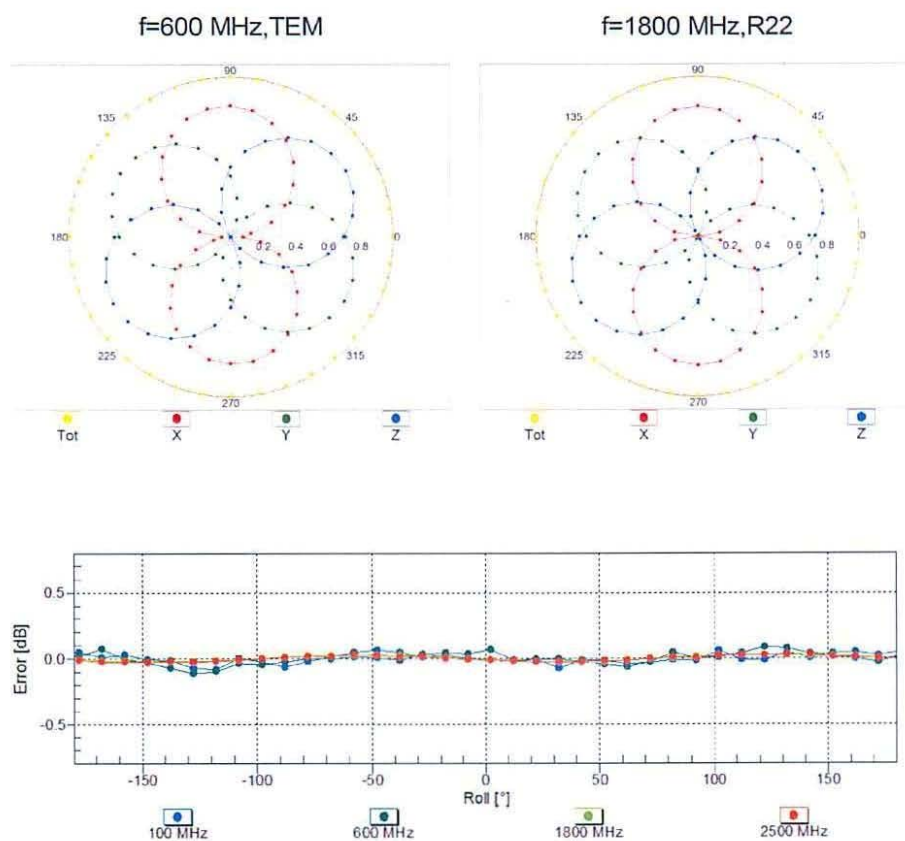 f=600 MHz,TEM
f=1800 MHz,R22
90
135
45
180
0.2 0.4 0.6 0.8
0
225
315
270
Tot X Y Z
90
135
45
180
0.2 0.4 0.6 0.8
0
225
315
270
Tot X Y Z
Error [dB]
0.5
0.0
-0.5
-150 -100 -50 0 50 100 150
Roll [°]
100 MHz 600 MHz 1800 MHz 2500 MHz